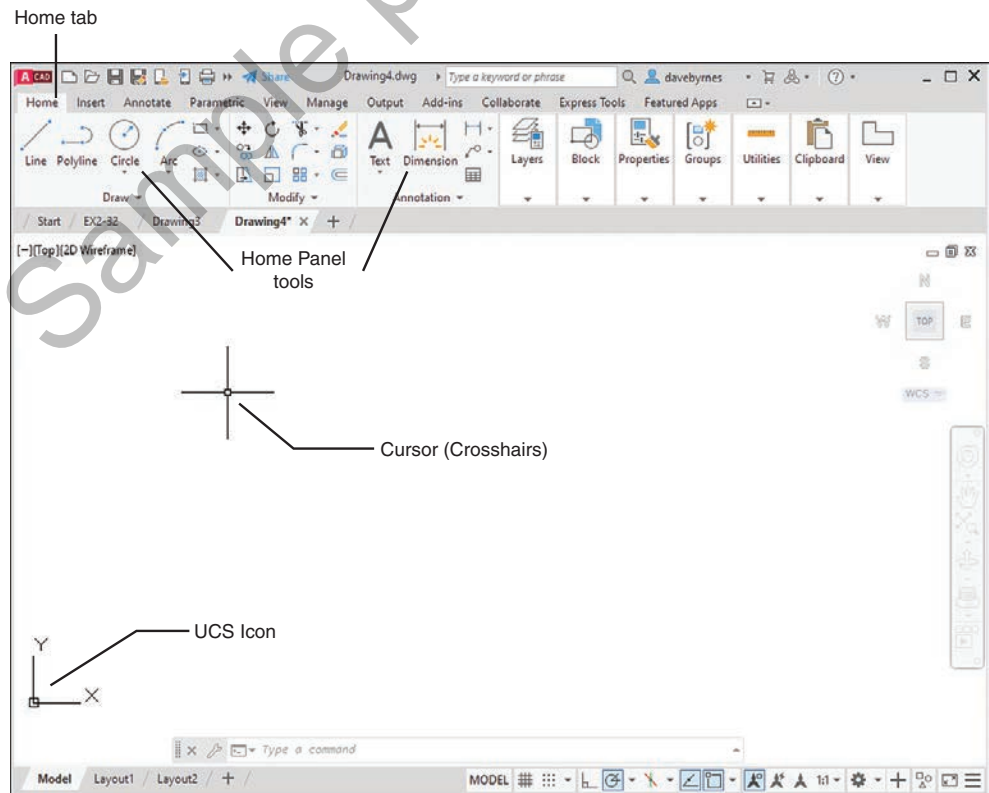 Home tab
Sample p
A CAD Share Drawing4.dwg Type a keyword or phrase davebyrnes
Home Insert Annotate Parametric View Manage Output Add-ins Collaborate Express Tools Featured Apps
Line Polyline Circle Arc Text Dimension Layers Block Properties Groups Utilities Clipboard View
Draw Modify Annotation
Start EX2-32 Drawing3 Drawing4* × +
[−][Top][2D Wireframe]
Home Panel
tools
N
W TOP E
S
WCS
Cursor (Crosshairs)
UCS Icon
Y
X
Type a command
Model Layout1 Layout2 + MODEL 1:1